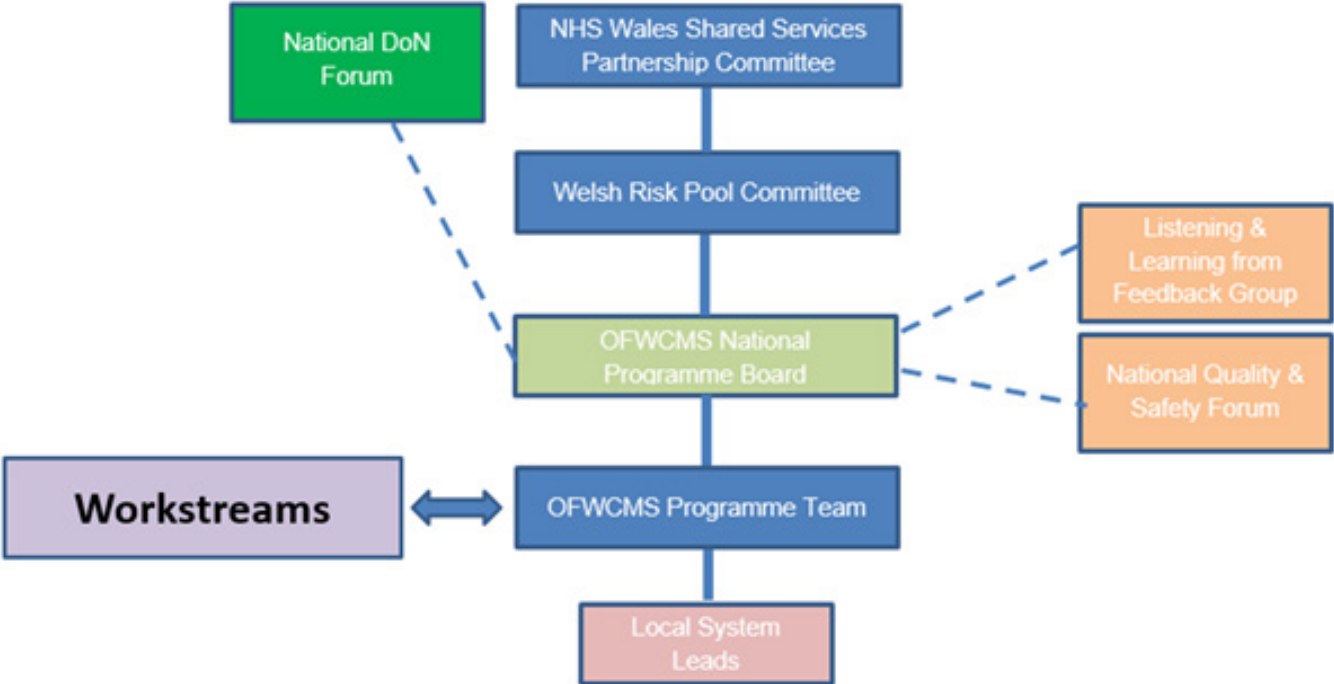 National DoN
Forum
NHS Wales Shared Services
Partnership Committee
Welsh Risk Pool Committee
Listening &
Learning from
Feedback Group
OFWCMS National
Programme Board
National Quality &
Safety Forum
Workstreams
OFWCMS Programme Team
Local System
Leads